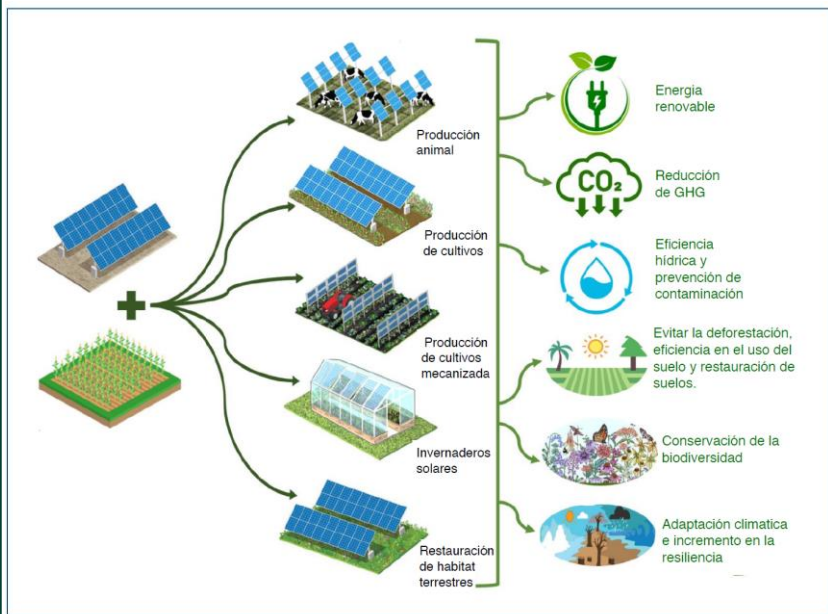 Producción
animal
Producción
de cultivos
Producción
de cultivos
mecanizada
Invernaderos
solares
Restauración
de habitat
terrestres
Energia
renovable
CO₂
Reducción
de GHG
Eficiencia
hídrica y
prevención de
contaminación
Evitar la deforestación,
eficiencia en el uso del
suelo y restauración de
suelos.
Conservación de la
biodiversidad
Adaptación climatica
e incremento en la
resiliencia